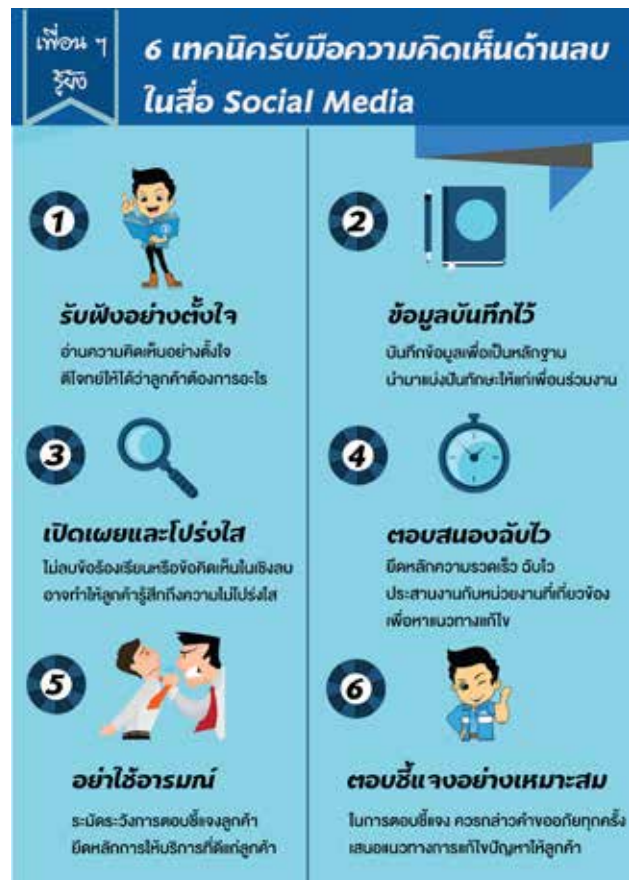 เพื่อน ๆ
รู้ยัง
6 เทคนิครับมือความคิดเห็นด้านลบ
ในสื่อ Social Media
1
รับฟังอย่างตั้งใจ
อ่านความคิดเห็นอย่างตั้งใจ
ตีโจทย์ให้ได้ว่าลูกค้าต้องการอะไร
2
ข้อมูลบันทึกไว้
บันทึกข้อมูลเพื่อเป็นหลักฐาน
นำมาแบ่งปันทักษะให้แก่เพื่อนร่วมงาน
3
เปิดเผยและโปร่งใส
ไม่ลบข้อร้องเรียนหรือข้อคิดเห็นในเชิงลบ
อาจทำให้ลูกค้ารู้สึกถึงความไม่โปร่งใส
4
ตอบสนองฉับไว
ยึดหลักความรวดเร็ว ฉับไว
ประสานงานกับหน่วยงานที่เกี่ยวข้อง
เพื่อหาแนวทางแก้ไข
5
อย่าใช้อารมณ์
ระมัดระวังการตอบชี้แจงลูกค้า
ยึดหลักการให้บริการที่ดีแก่ลูกค้า
6
ตอบชี้แจงอย่างเหมาะสม
ในการตอบชี้แจง ควรกล่าวคำขออภัยทุกครั้ง
เสนอแนวทางการแก้ไขปัญหาให้ลูกค้า